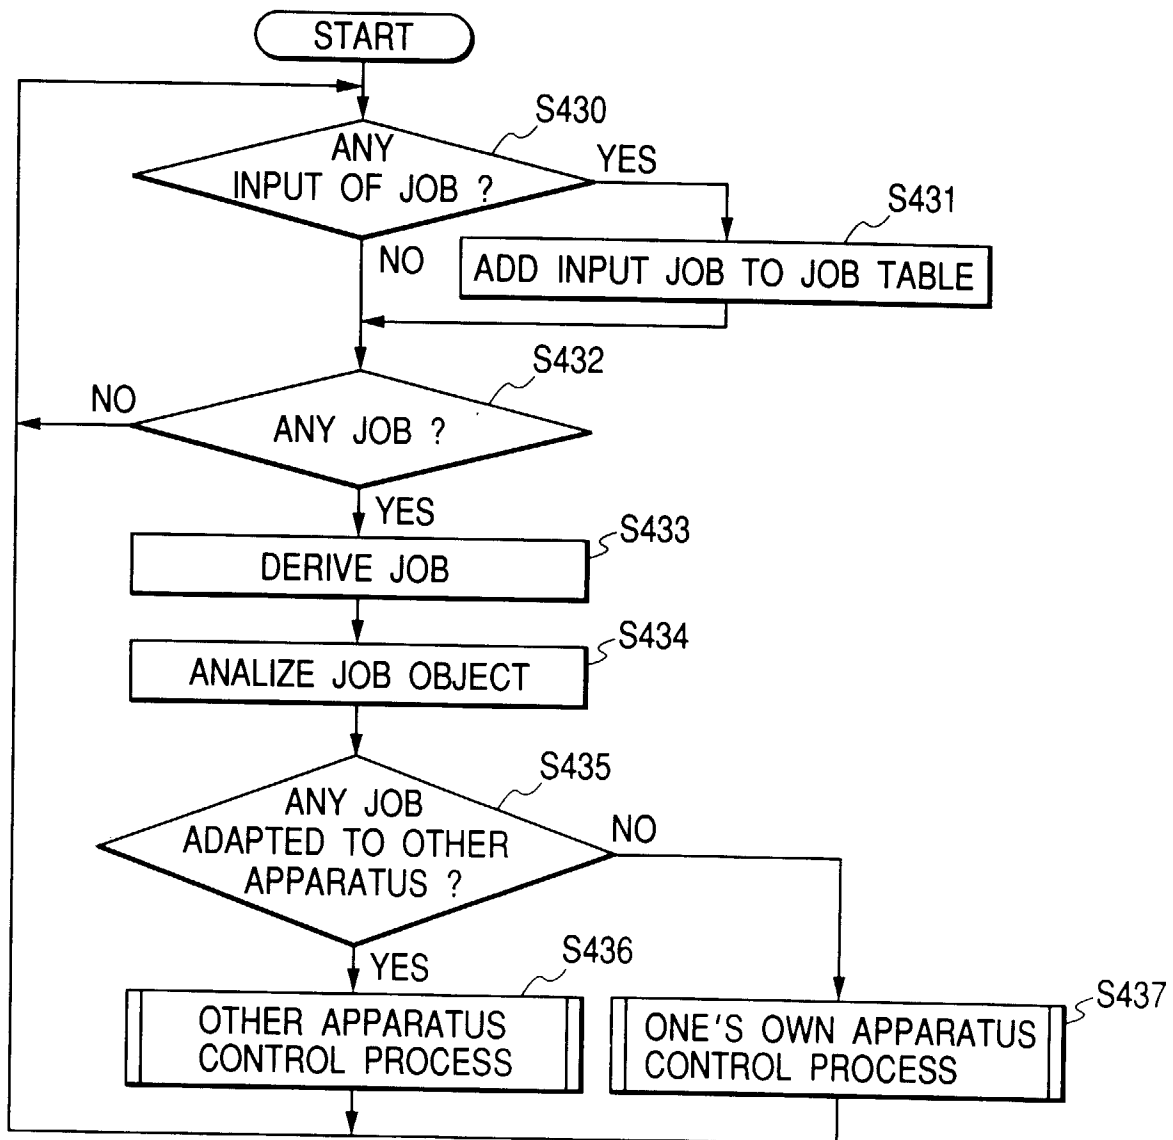 START
S430
ANY
INPUT OF JOB ?
YES
S431
NO
ADD INPUT JOB TO JOB TABLE
S432
NO
ANY JOB ?
YES
S433
DERIVE JOB
S434
ANALIZE JOB OBJECT
S435
ANY JOB
ADAPTED TO OTHER
APPARATUS ?
NO
YES
S436
S437
OTHER APPARATUS
CONTROL PROCESS
ONE'S OWN APPARATUS
CONTROL PROCESS